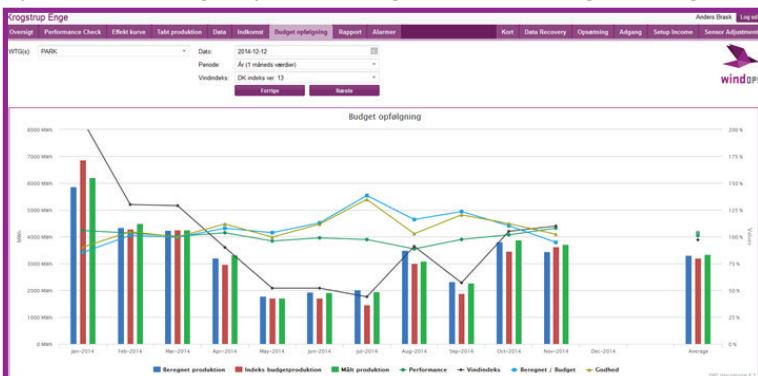 Krogstrup Enge Anders Brask Log ud
Oversigt Performance Check Effekt kurve Tabt produktion Data Indkomst Budget opfølgning Rapport Alarmer Kort Data Recovery Opsætning Adgang Setup Income Sensor Adjustment
WTG(s): PARK Date: 2014-12-12
Periode: År (1 måneds værdier)
Vindindeks: DK indeks ver. 13
Forrige Næste
windops
Budget opfølgning
8000 MWh 200 %
7000 MWh 175 %
6000 MWh 150 %
5000 MWh 125 %
4000 MWh 100 %
3000 MWh 75 %
2000 MWh 50 %
1000 MWh 25 %
0 MWh 0 %
MWh
Values
Jan-2014 Feb-2014 Mar-2014 Apr-2014 May-2014 Jun-2014 Jul-2014 Aug-2014 Sep-2014 Oct-2014 Nov-2014 Dec-2014 Average
Beregnet produktion Indeks budgetproduktion Målt produktion Performance Vindindeks Beregnet / Budget Godhed